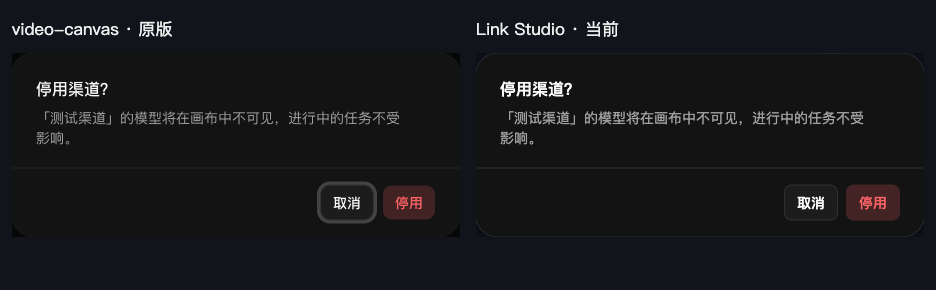 video-canvas · 原版
停用渠道?
「测试渠道」的模型将在画布中不可见，进行中的任务不受
影响。
取消
停用
Link Studio · 当前
停用渠道?
「测试渠道」的模型将在画布中不可见，进行中的任务不受
影响。
取消
停用